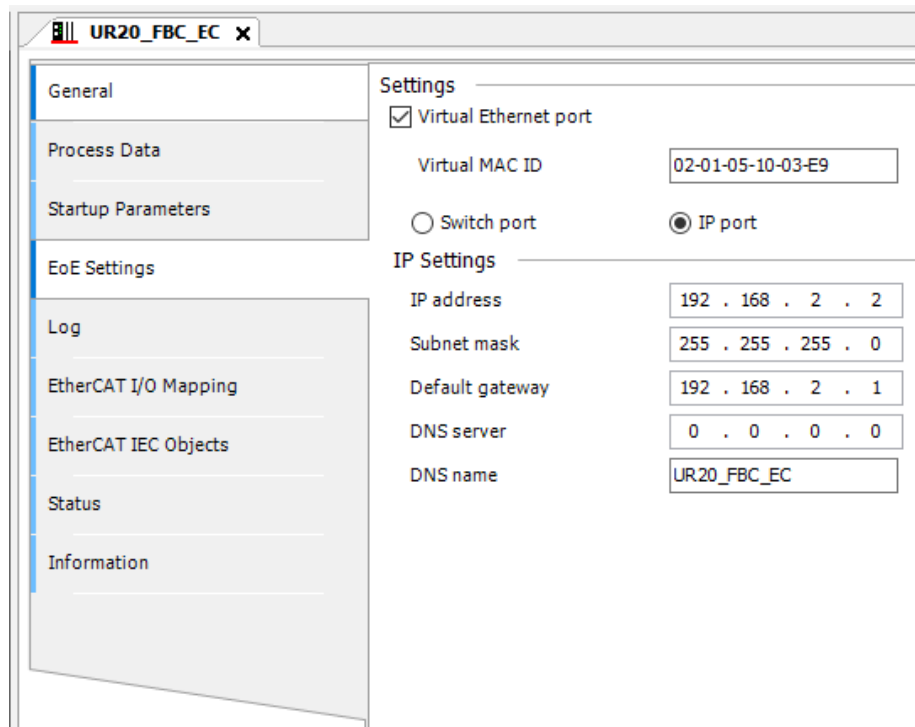 UR20_FBC_EC
General
Process Data
Startup Parameters
EoE Settings
Log
EtherCAT I/O Mapping
EtherCAT IEC Objects
Status
Information
Settings
Virtual Ethernet port
Virtual MAC ID 02-01-05-10-03-E9
Switch port IP port
IP Settings
IP address 192 . 168 . 2 . 2
Subnet mask 255 . 255 . 255 . 0
Default gateway 192 . 168 . 2 . 1
DNS server 0 . 0 . 0 . 0
DNS name UR20_FBC_EC